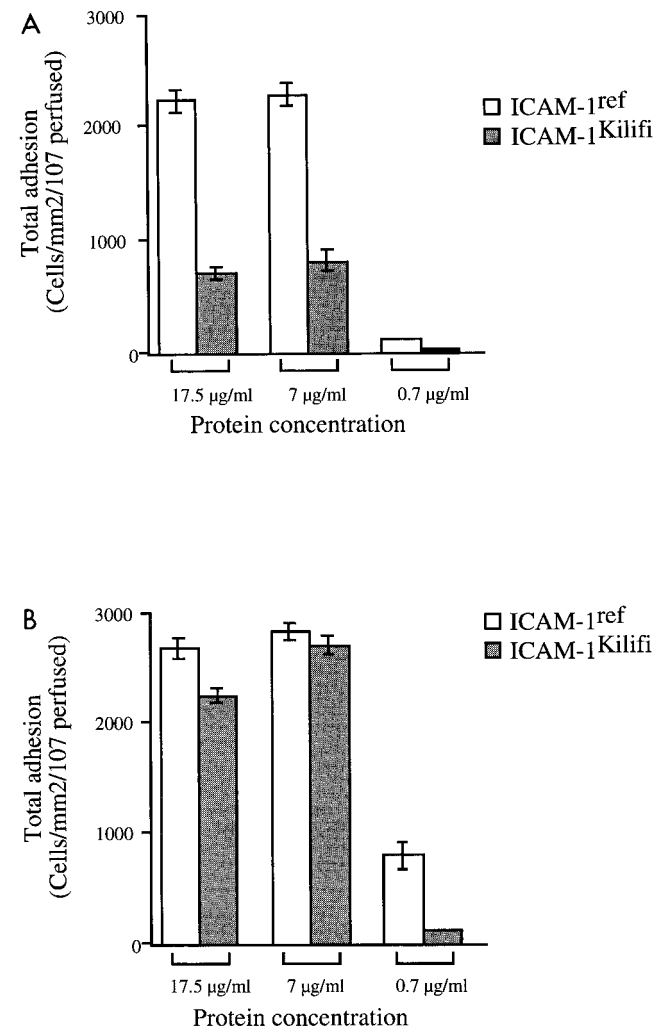 A
3000
2000
1000
0
Total adhesion
(Cells/mm2/107 perfused)
ICAM-1ref
ICAM-1Kilifi
17.5 µg/ml
7 µg/ml
0.7 µg/ml
Protein concentration
B
3000
2000
1000
0
Total adhesion
(Cells/mm2/107 perfused)
ICAM-1ref
ICAM-1Kilifi
17.5 µg/ml
7 µg/ml
0.7 µg/ml
Protein concentration